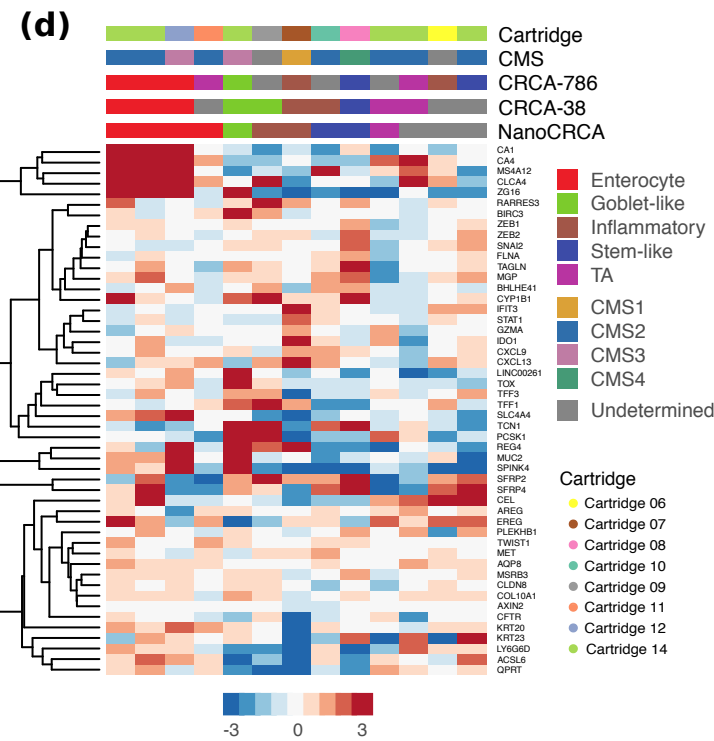 (d)
Cartridge
CMS
CRCA-786
CRCA-38
NanoCRCA
CA1
CA4
MS4A12
CLCA4
ZG16
RARRES3
BIRC3
ZEB1
ZEB2
SNAI2
FLNA
TAGLN
MGP
BHLHE41
CYP1B1
IFIT3
STAT1
GZMA
IDO1
CXCL9
CXCL13
LINC00261
TOX
TFF3
TFF1
SLC4A4
TCN1
PCSK1
REG4
MUC2
SPINK4
SFRP2
SFRP4
CEL
AREG
EREG
PLEKHB1
TWIST1
MET
AQP8
MSRB3
CLDN8
COL10A1
AXIN2
CFTR
KRT20
KRT23
LY6G6D
ACSL6
QPRT
Enterocyte
Goblet-like
Inflammatory
Stem-like
TA
CMS1
CMS2
CMS3
CMS4
Undetermined
Cartridge
Cartridge 06
Cartridge 07
Cartridge 08
Cartridge 10
Cartridge 09
Cartridge 11
Cartridge 12
Cartridge 14
-3 0 3